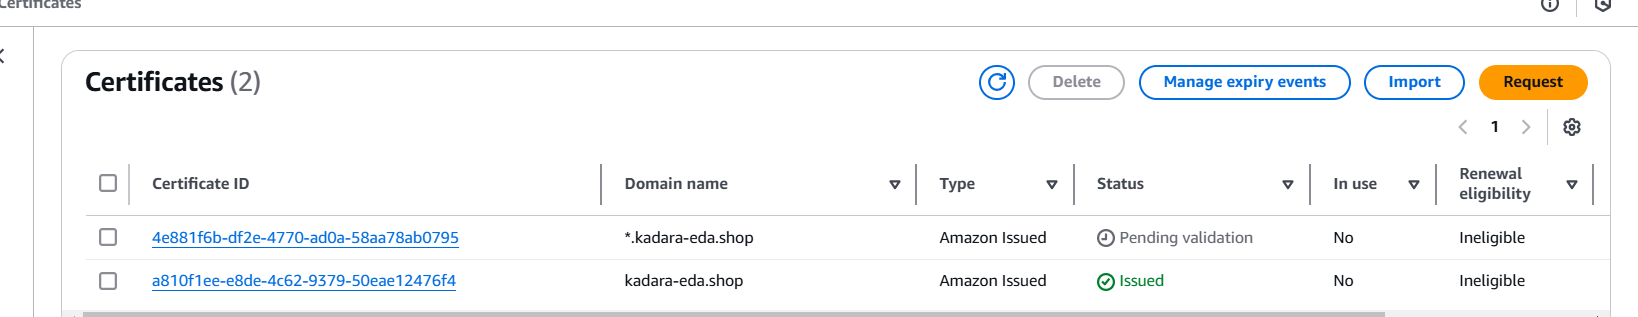 Certificates
Certificates (2)
Delete
Manage expiry events
Import
Request
1
Certificate ID
Domain name
Type
Status
In use
Renewal
eligibility
4e881f6b-df2e-4770-ad0a-58aa78ab0795
*.kadara-eda.shop
Amazon Issued
Pending validation
No
Ineligible
a810f1ee-e8de-4c62-9379-50eae12476f4
kadara-eda.shop
Amazon Issued
Issued
No
Ineligible